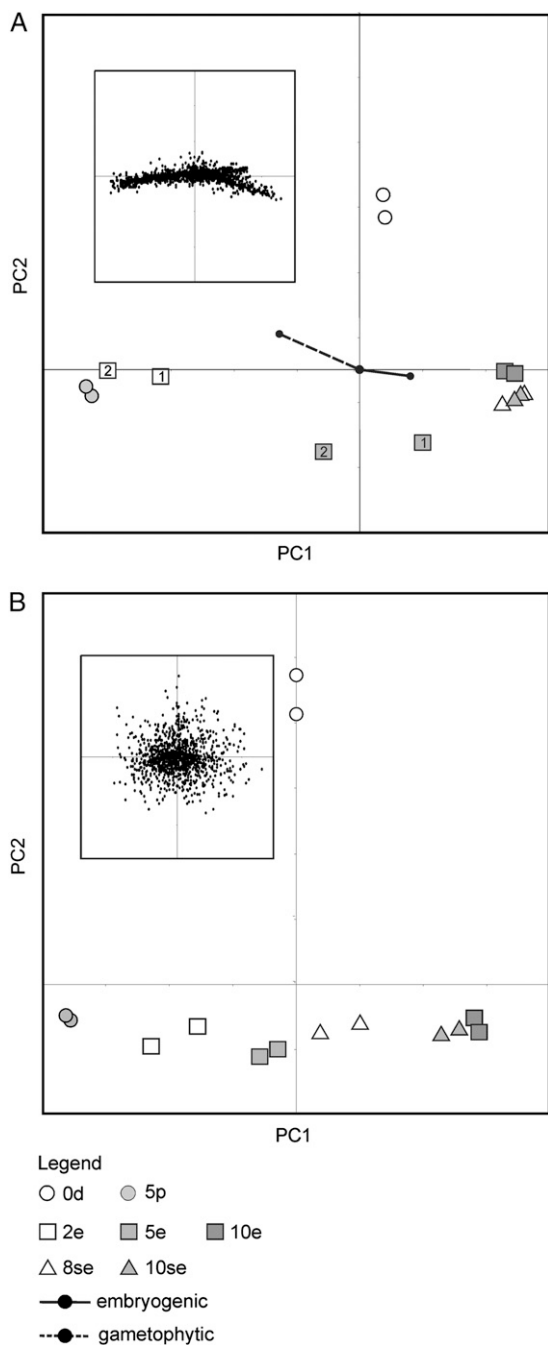 A
PC2
2
1
2
1
PC1
B
PC2
PC1
Legend
0d 5p
2e 5e 10e
8se 10se
embryogenic
gametophytic